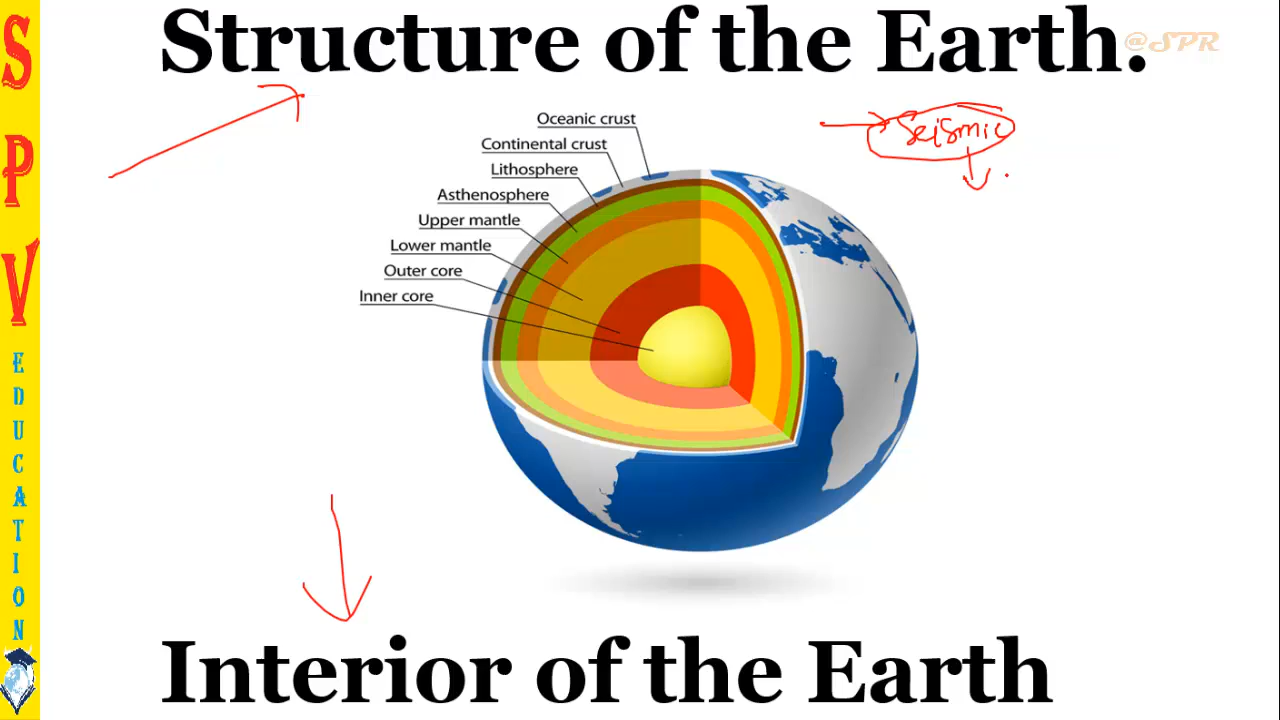 Structure of the Earth.
@SPR
Seismic
Oceanic crust
Continental crust
Lithosphere
Asthenosphere
Upper mantle
Lower mantle
Outer core
Inner core
Interior of the Earth
SPV
EDUCATION